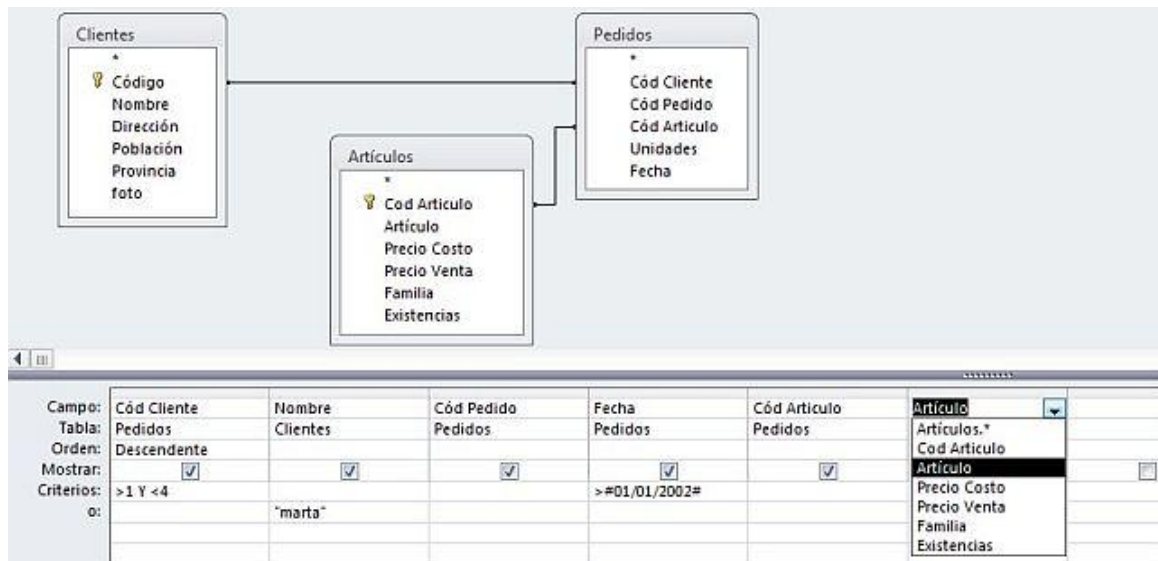 Clientes
*
Código
Nombre
Dirección
Población
Provincia
foto
Artículos
*
Cod Articulo
Artículo
Precio Costo
Precio Venta
Familia
Existencias
Pedidos
*
Cód Cliente
Cód Pedido
Cód Articulo
Unidades
Fecha
Campo: Cód Cliente Nombre Cód Pedido Fecha Cód Articulo Artículo
Tabla: Pedidos Clientes Pedidos Pedidos Pedidos Artículos.*
Orden: Descendente Cod Articulo
Mostrar: Artículo
Criterios: >1 Y <4 >#01/01/2002# Precio Costo
o: "marta" Precio Venta
Familia
Existencias